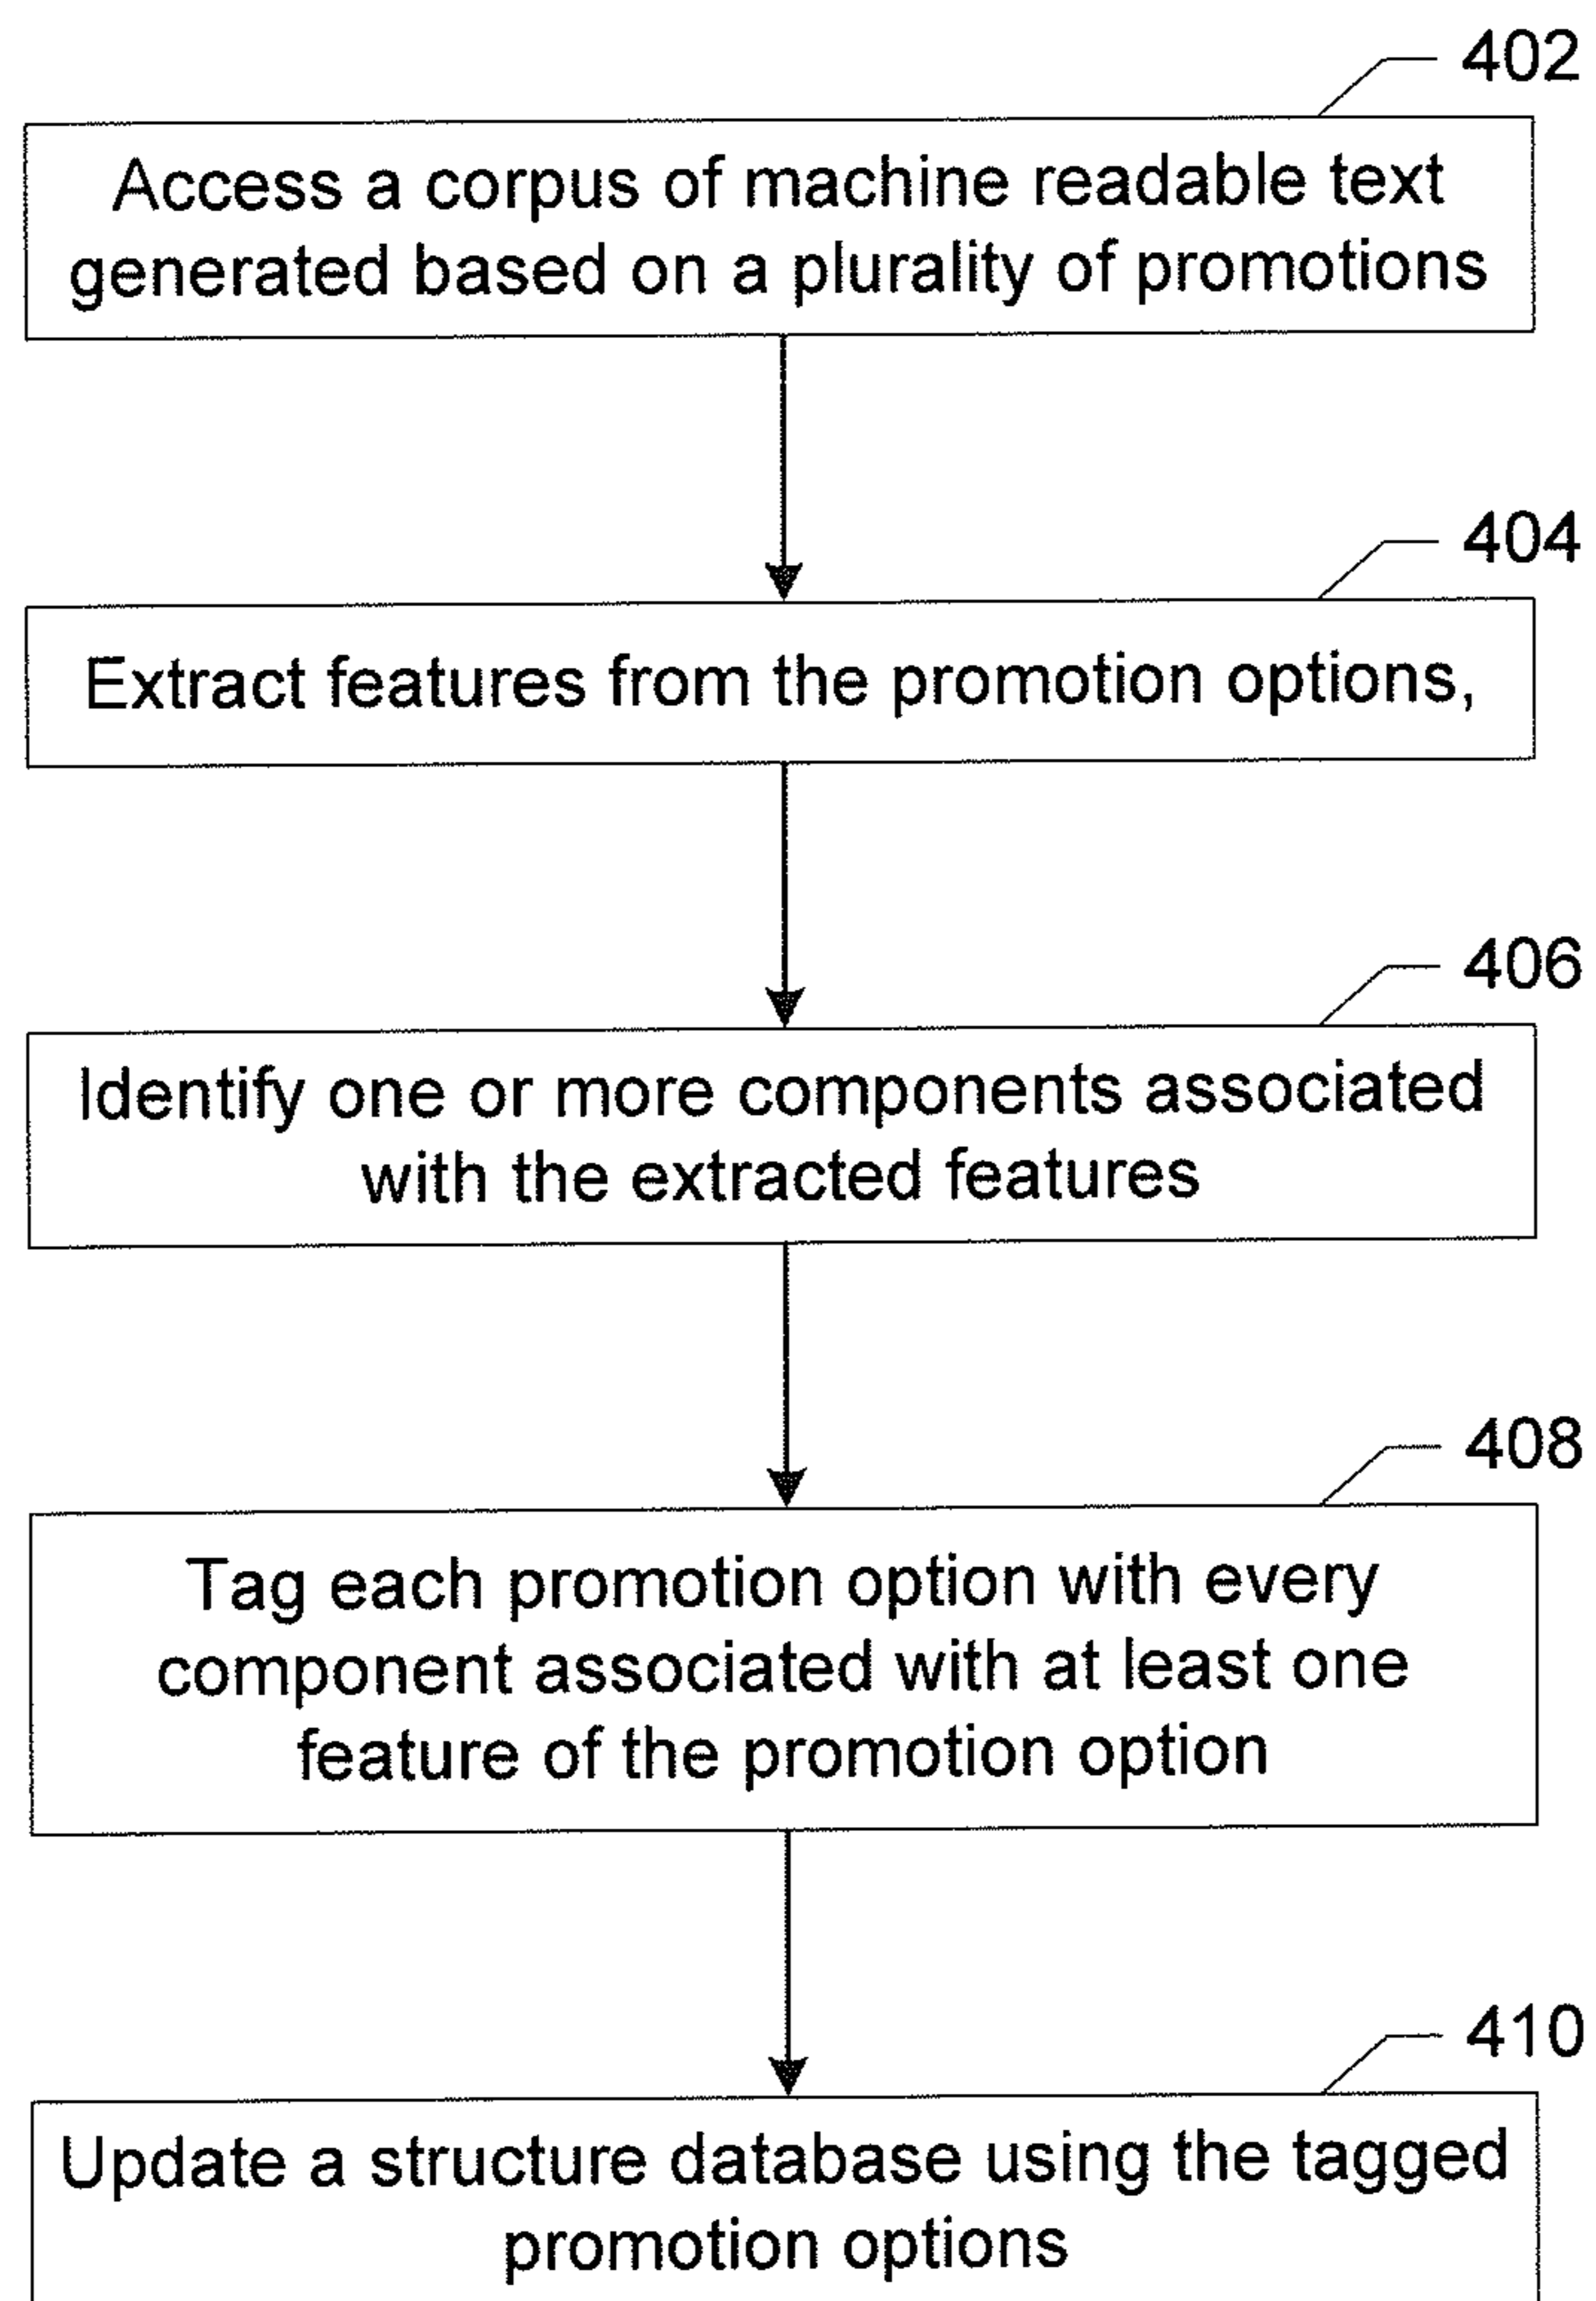 402
Access a corpus of machine readable text
generated based on a plurality of promotions
404
Extract features from the promotion options,
406
Identify one or more components associated
with the extracted features
408
Tag each promotion option with every
component associated with at least one
feature of the promotion option
410
Update a structure database using the tagged
promotion options